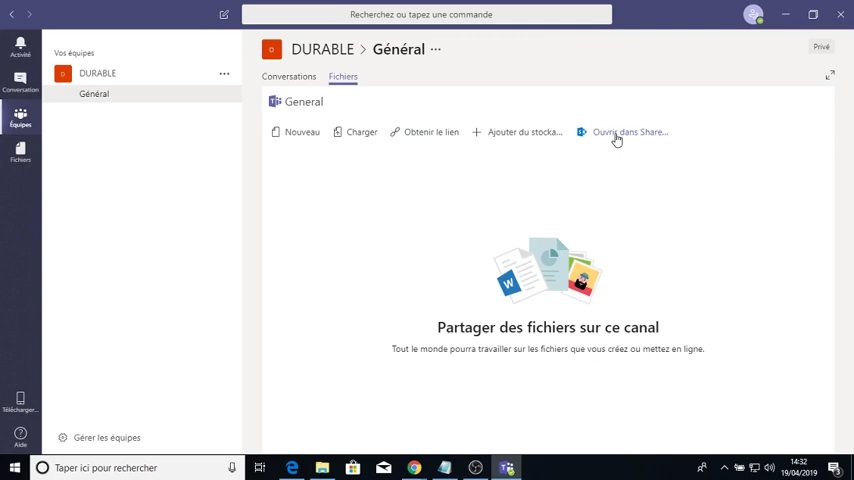 Recherchez ou tapez une commande
Activité
Conversation
Équipes
Fichiers
Télécharger...
Aide
Vos équipes
D DURABLE
Général
Gérer les équipes
D DURABLE > Général
Privé
Conversations Fichiers
General
Nouveau Charger Obtenir le lien Ajouter du stocka... Ouvrir dans Share...
W
Partager des fichiers sur ce canal
Tout le monde pourra travailler sur les fichiers que vous créez ou mettez en ligne.
Taper ici pour rechercher
14:32
19/04/2019
3